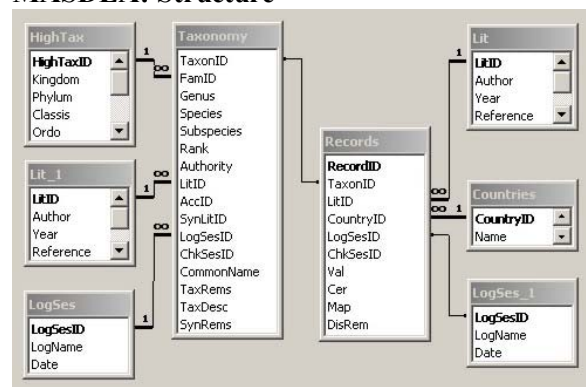 MASDEA: Structure
HighTax
HighTaxID
Kingdom
Phylum
Classis
Ordo
1
∞
Lit_1
LitID
Author
Year
Reference
1
∞
LogSes
LogSesID
LogName
Date
1
∞
Taxonomy
TaxonID
FamID
Genus
Species
Subspecies
Rank
Authority
LitID
AccID
SynLitID
LogSesID
ChkSesID
CommonName
TaxRems
TaxDesc
SynRems
Records
RecordID
TaxonID
LitID
CountryID
LogSesID
ChkSesID
Val
Cer
Map
DisRem
Lit
LitID
Author
Year
Reference
1
∞
Countries
CountryID
Name
∞ 1
LogSes_1
LogSesID
LogName
Date